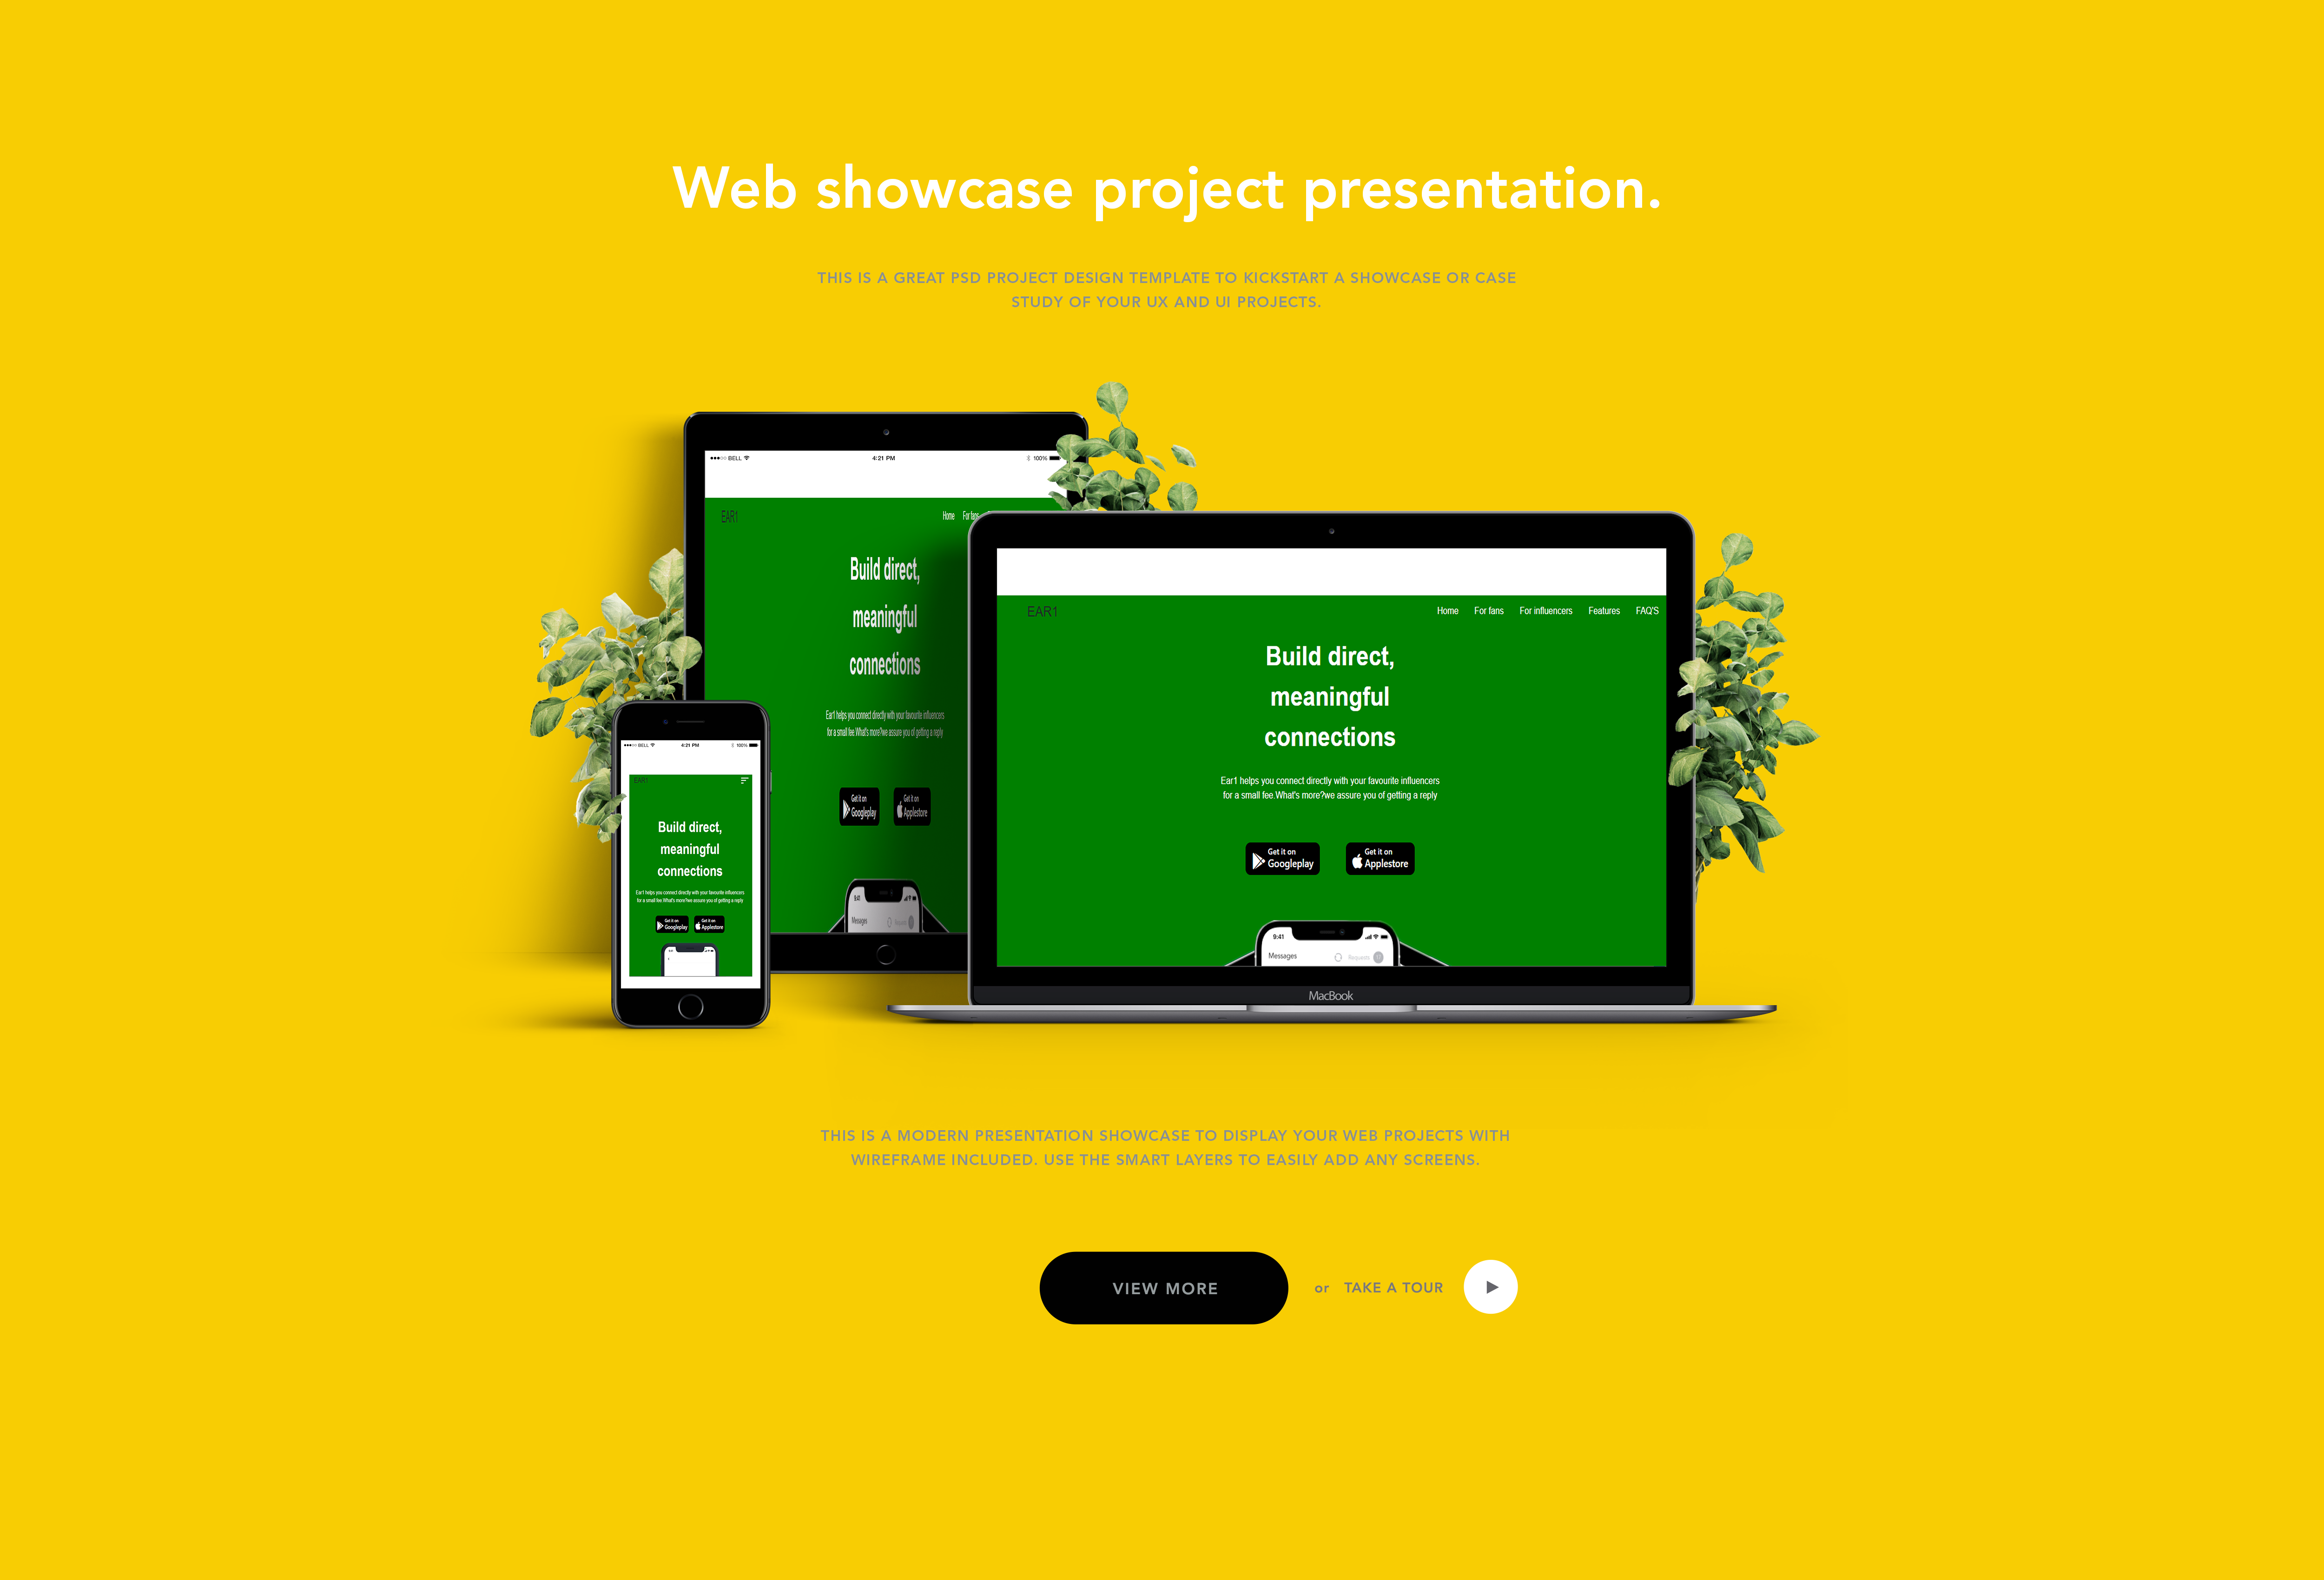 Web showcase project presentation.
THIS IS A GREAT PSD PROJECT DESIGN TEMPLATE TO KICKSTART A SHOWCASE OR CASE
STUDY OF YOUR UX AND UI PROJECTS.
BELL 4:21 PM 100%
EAR1 Home For fans
Build direct,
meaningful
connections
Ear1 helps you connect directly with your favourite influencers
for a small fee.What's more?we assure you of getting a reply
Get it on Get it on
Googleplay Applestore
9:41
Messages Requests
EAR1 Home For fans For influencers Features FAQ'S
Build direct,
meaningful
connections
Ear1 helps you connect directly with your favourite influencers
for a small fee.What's more?we assure you of getting a reply
Get it on Get it on
Googleplay Applestore
9:41
Messages Requests
MacBook
BELL 4:21 PM 100%
EAR1
Build direct,
meaningful
connections
Ear1 helps you connect directly with your favourite influencers
for a small fee.What's more?we assure you of getting a reply
Get it on Get it on
Googleplay Applestore
THIS IS A MODERN PRESENTATION SHOWCASE TO DISPLAY YOUR WEB PROJECTS WITH
WIREFRAME INCLUDED. USE THE SMART LAYERS TO EASILY ADD ANY SCREENS.
VIEW MORE or TAKE A TOUR